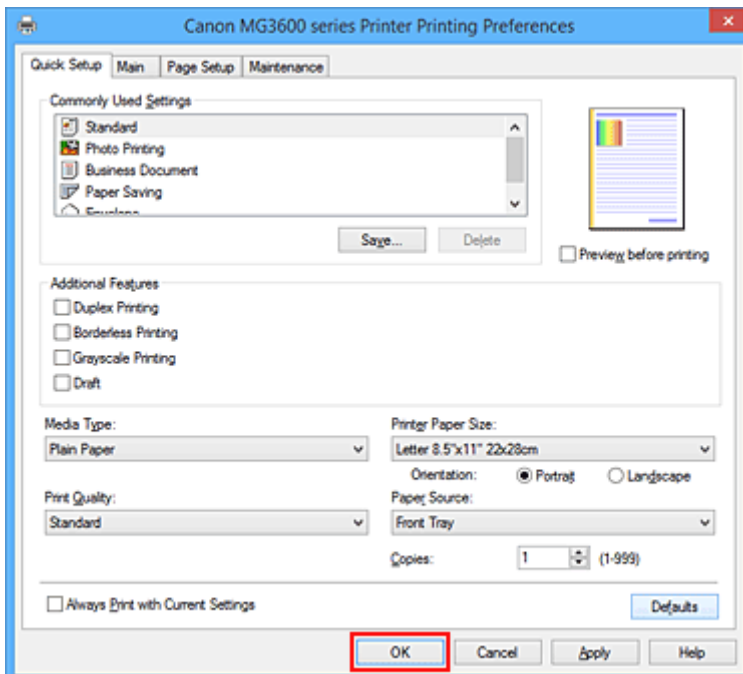 Canon MG3600 series Printer Printing Preferences
Quick Setup Main Page Setup Maintenance
Commonly Used Settings
Standard
Photo Printing
Business Document
Paper Saving
Envelope
Save... Delete
Preview before printing
Additional Features
Duplex Printing
Borderless Printing
Grayscale Printing
Draft
Media Type:
Plain Paper
Printer Paper Size:
Letter 8.5"x11" 22x28cm
Orientation: Portrait Landscape
Print Quality:
Standard
Paper Source:
Front Tray
Copies: 1 (1-999)
Always Print with Current Settings
Defaults
OK Cancel Apply Help